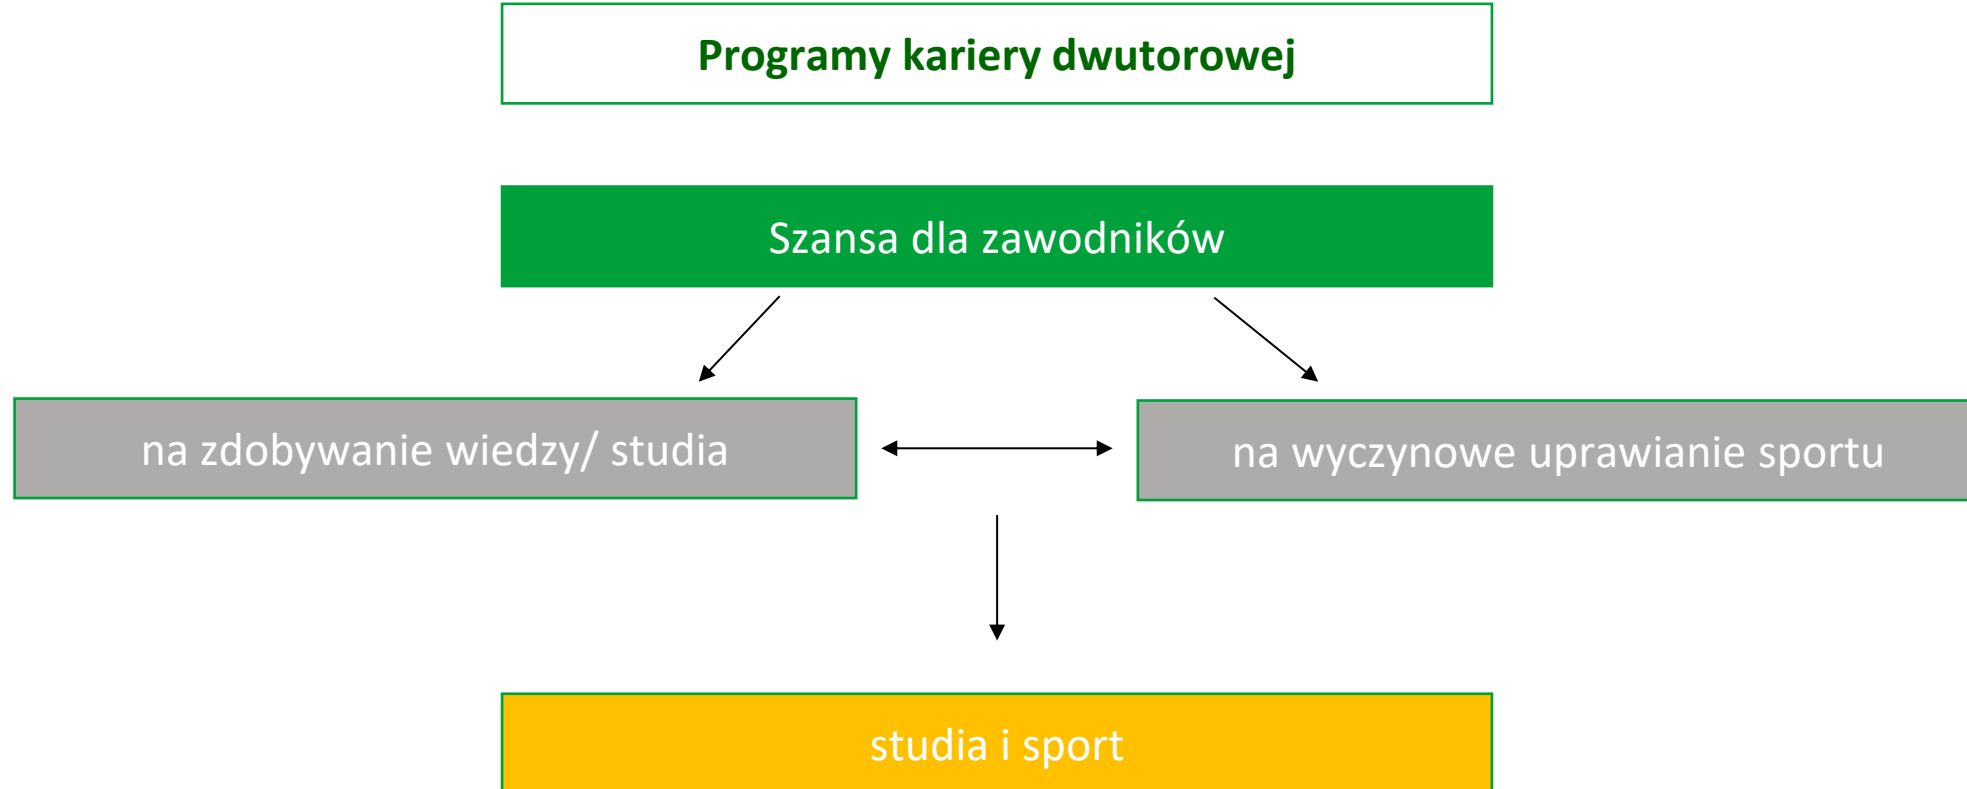 Programy kariery dwutorowej
Szansa dla zawodników
na zdobywanie wiedzy/ studia
na wyczynowe uprawianie sportu
studia i sport